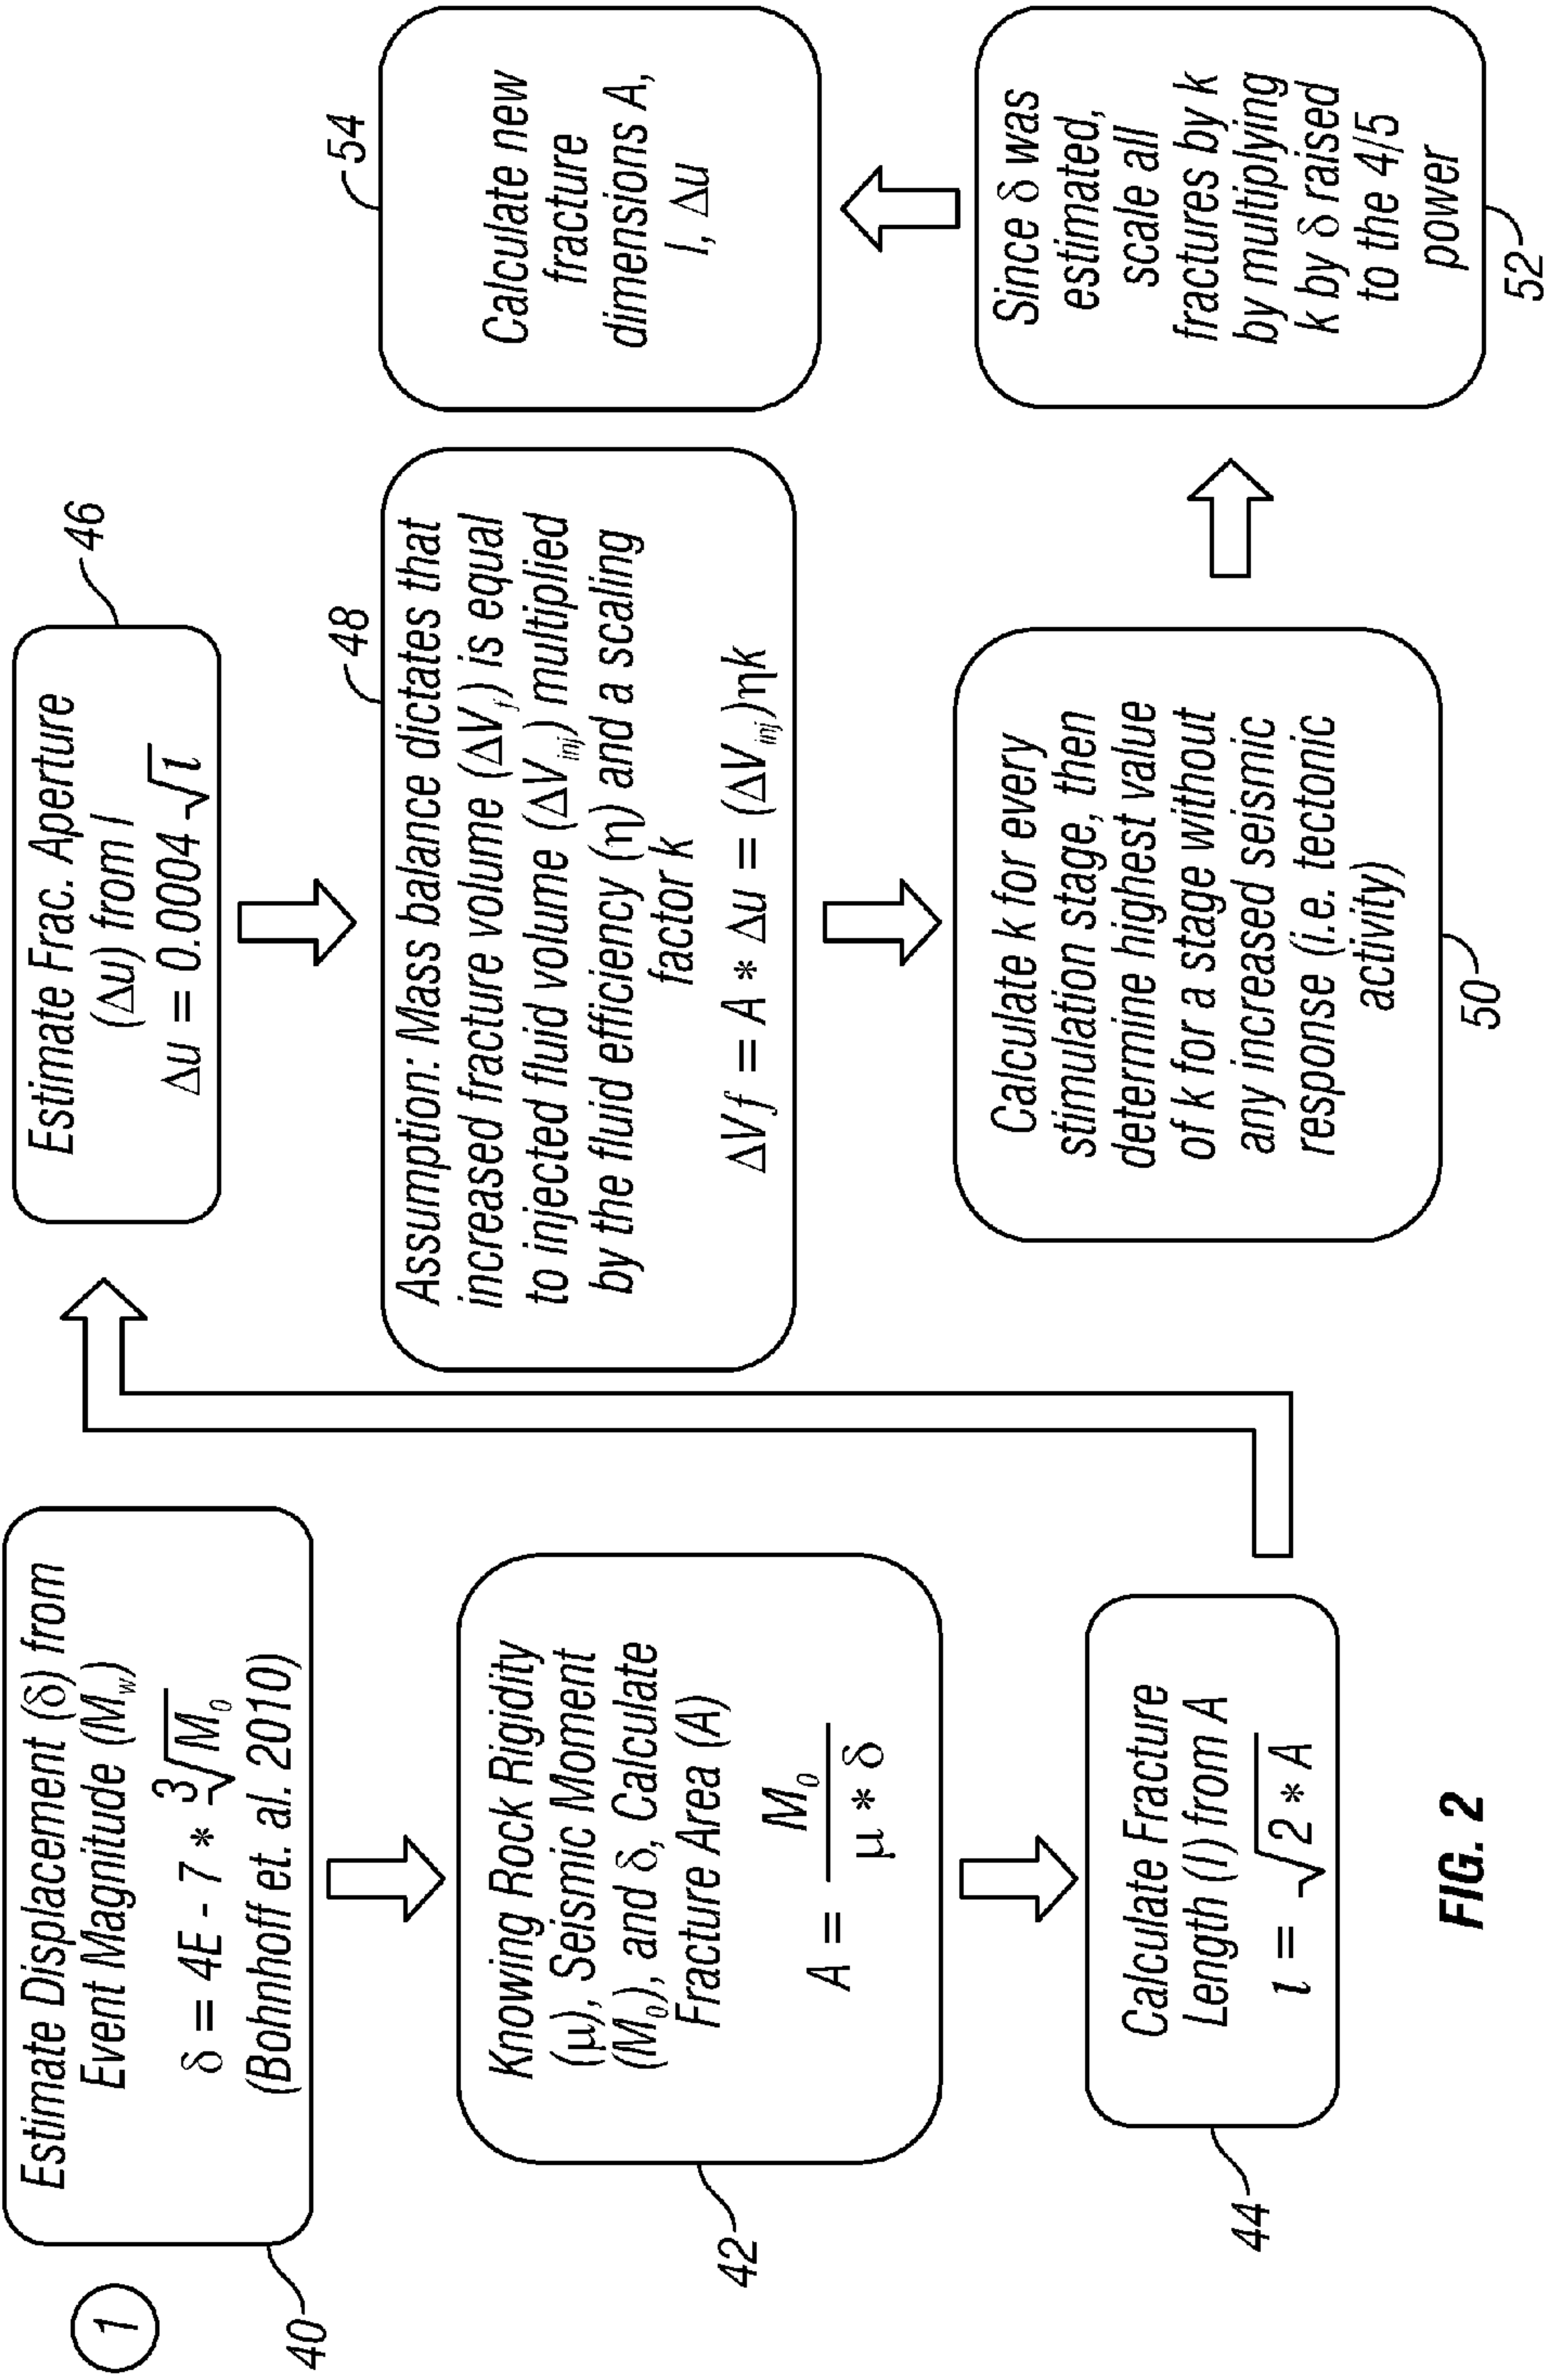 1
Estimate Displacement (δ) from
Event Magnitude (M_w)
δ = 4E - 7 * ∛M_0
(Bohnhoff et. al. 2010)
40
Knowing Rock Rigidity
(μ), Seismic Moment
(M_0), and δ, Calculate
Fracture Area (A)
A = M_0 / μ * δ
42
Calculate Fracture
Length (l) from A
l = √2 * A
44
Estimate Frac. Aperture
(Δu) from l
Δu = 0.0004 √l
46
Assumption: Mass balance dictates that
increased fracture volume (ΔV_f) is equal
to injected fluid volume (ΔV_inj) multiplied
by the fluid efficiency (η) and a scaling
factor k
ΔVf = A * Δu = (ΔV_inj)ηk
48
Calculate k for every
stimulation stage, then
determine highest value
of k for a stage without
any increased seismic
response (i.e. tectonic
activity)
50
Since δ was
estimated,
scale all
fractures by k
by multiplying
k by δ raised
to the 4/5
power
52
Calculate new
fracture
dimensions A,
l, Δu
54
FIG. 2